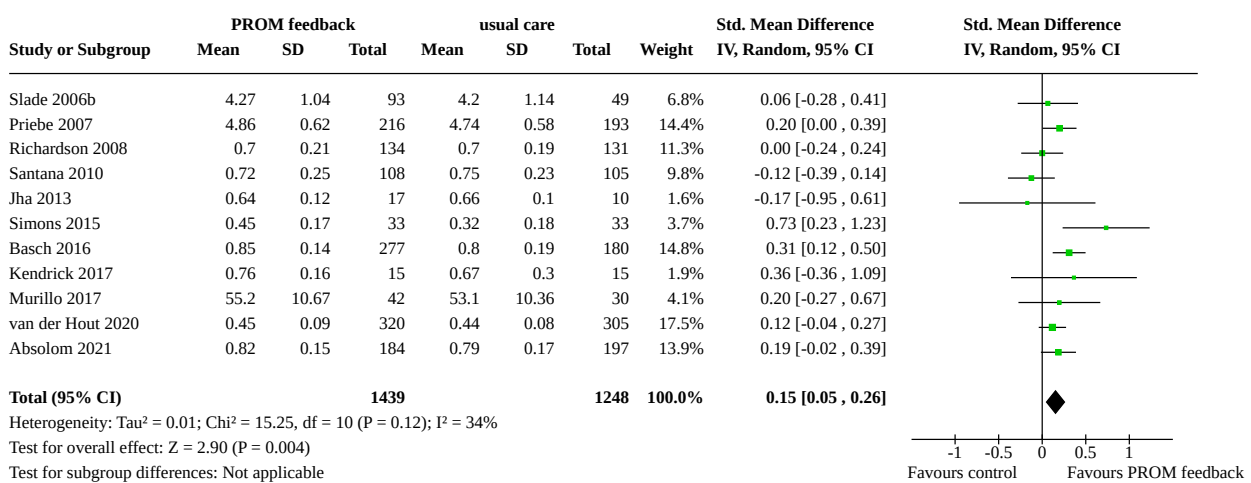 PROM feedback usual care Std. Mean Difference Std. Mean Difference
Study or Subgroup Mean SD Total Mean SD Total Weight IV, Random, 95% CI IV, Random, 95% CI
Slade 2006b 4.27 1.04 93 4.2 1.14 49 6.8% 0.06 [-0.28 , 0.41]
Priebe 2007 4.86 0.62 216 4.74 0.58 193 14.4% 0.20 [0.00 , 0.39]
Richardson 2008 0.7 0.21 134 0.7 0.19 131 11.3% 0.00 [-0.24 , 0.24]
Santana 2010 0.72 0.25 108 0.75 0.23 105 9.8% -0.12 [-0.39 , 0.14]
Jha 2013 0.64 0.12 17 0.66 0.1 10 1.6% -0.17 [-0.95 , 0.61]
Simons 2015 0.45 0.17 33 0.32 0.18 33 3.7% 0.73 [0.23 , 1.23]
Basch 2016 0.85 0.14 277 0.8 0.19 180 14.8% 0.31 [0.12 , 0.50]
Kendrick 2017 0.76 0.16 15 0.67 0.3 15 1.9% 0.36 [-0.36 , 1.09]
Murillo 2017 55.2 10.67 42 53.1 10.36 30 4.1% 0.20 [-0.27 , 0.67]
van der Hout 2020 0.45 0.09 320 0.44 0.08 305 17.5% 0.12 [-0.04 , 0.27]
Absolom 2021 0.82 0.15 184 0.79 0.17 197 13.9% 0.19 [-0.02 , 0.39]
Total (95% CI) 1439 1248 100.0% 0.15 [0.05 , 0.26]
Heterogeneity: Tau² = 0.01; Chi² = 15.25, df = 10 (P = 0.12); I² = 34%
Test for overall effect: Z = 2.90 (P = 0.004) -1 -0.5 0 0.5 1
Test for subgroup differences: Not applicable Favours control Favours PROM feedback